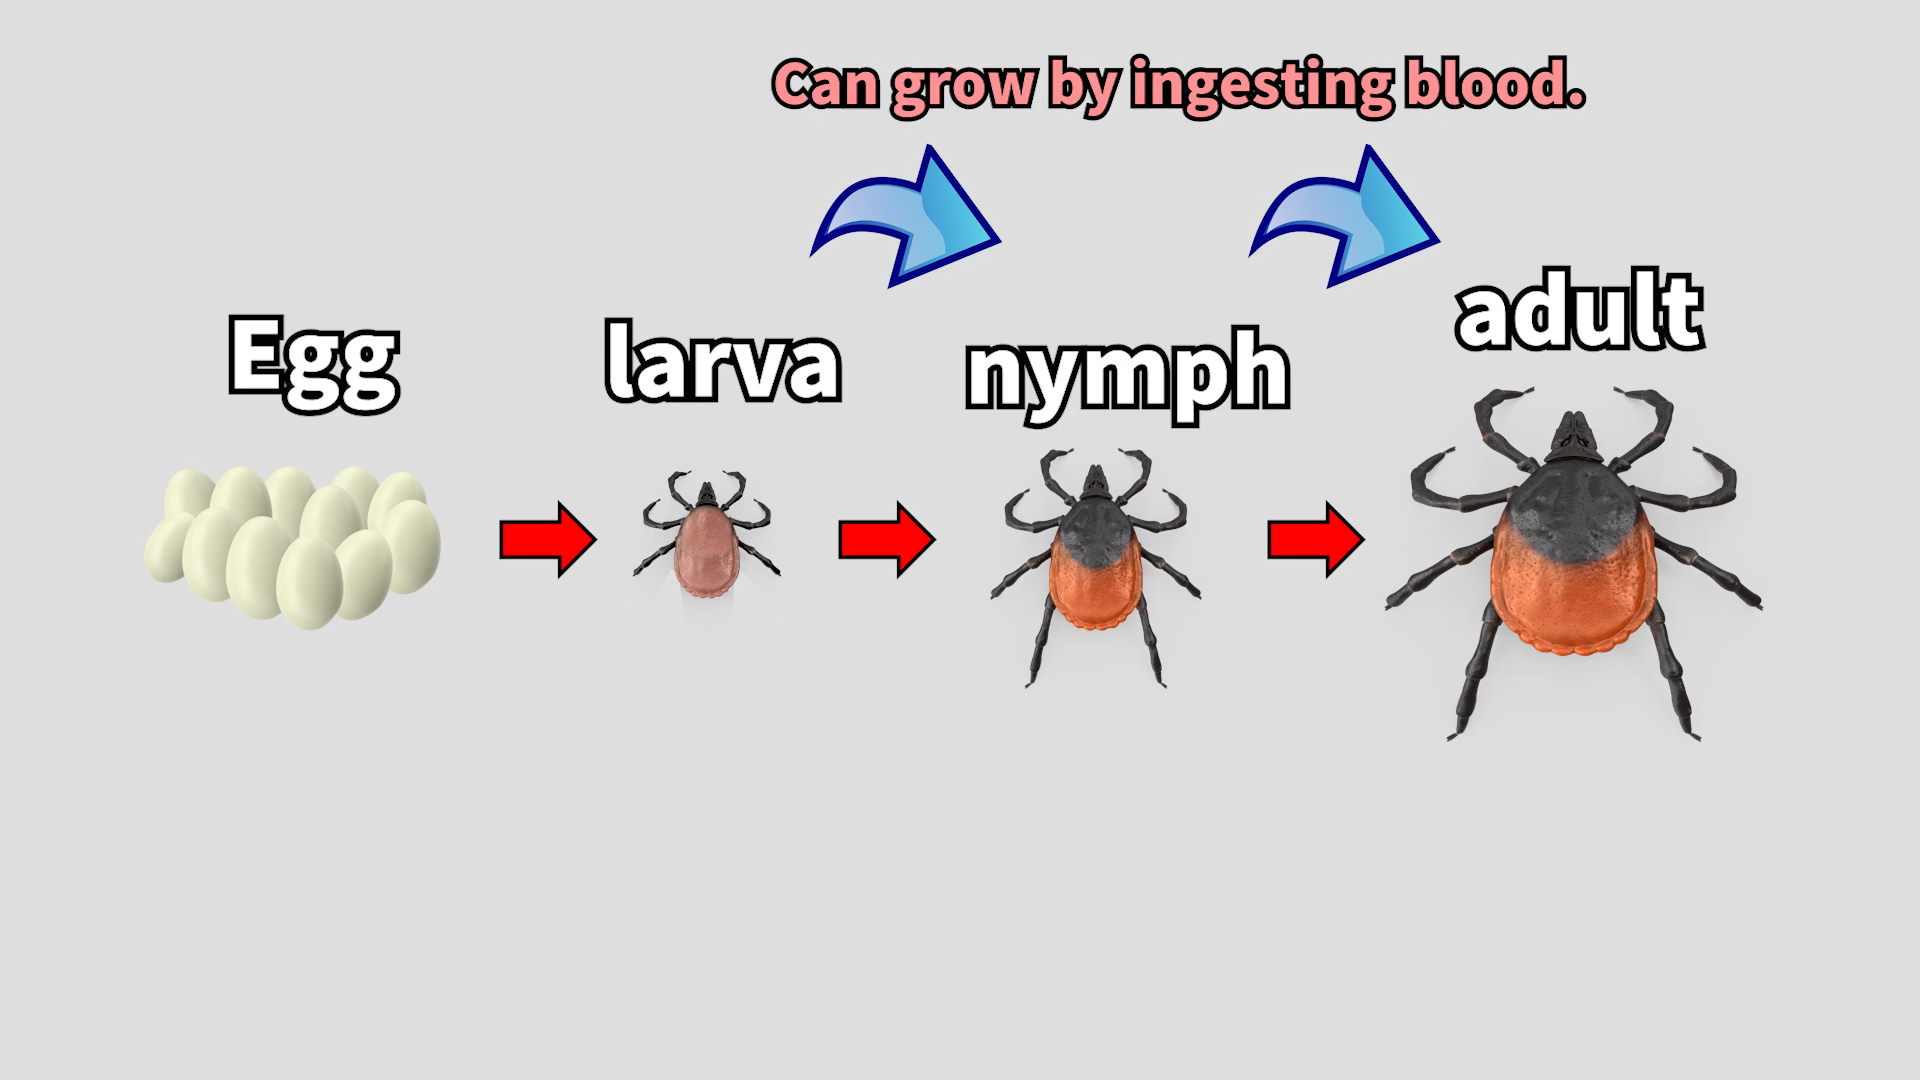 Can grow by ingesting blood.
Egg
larva
nymph
adult